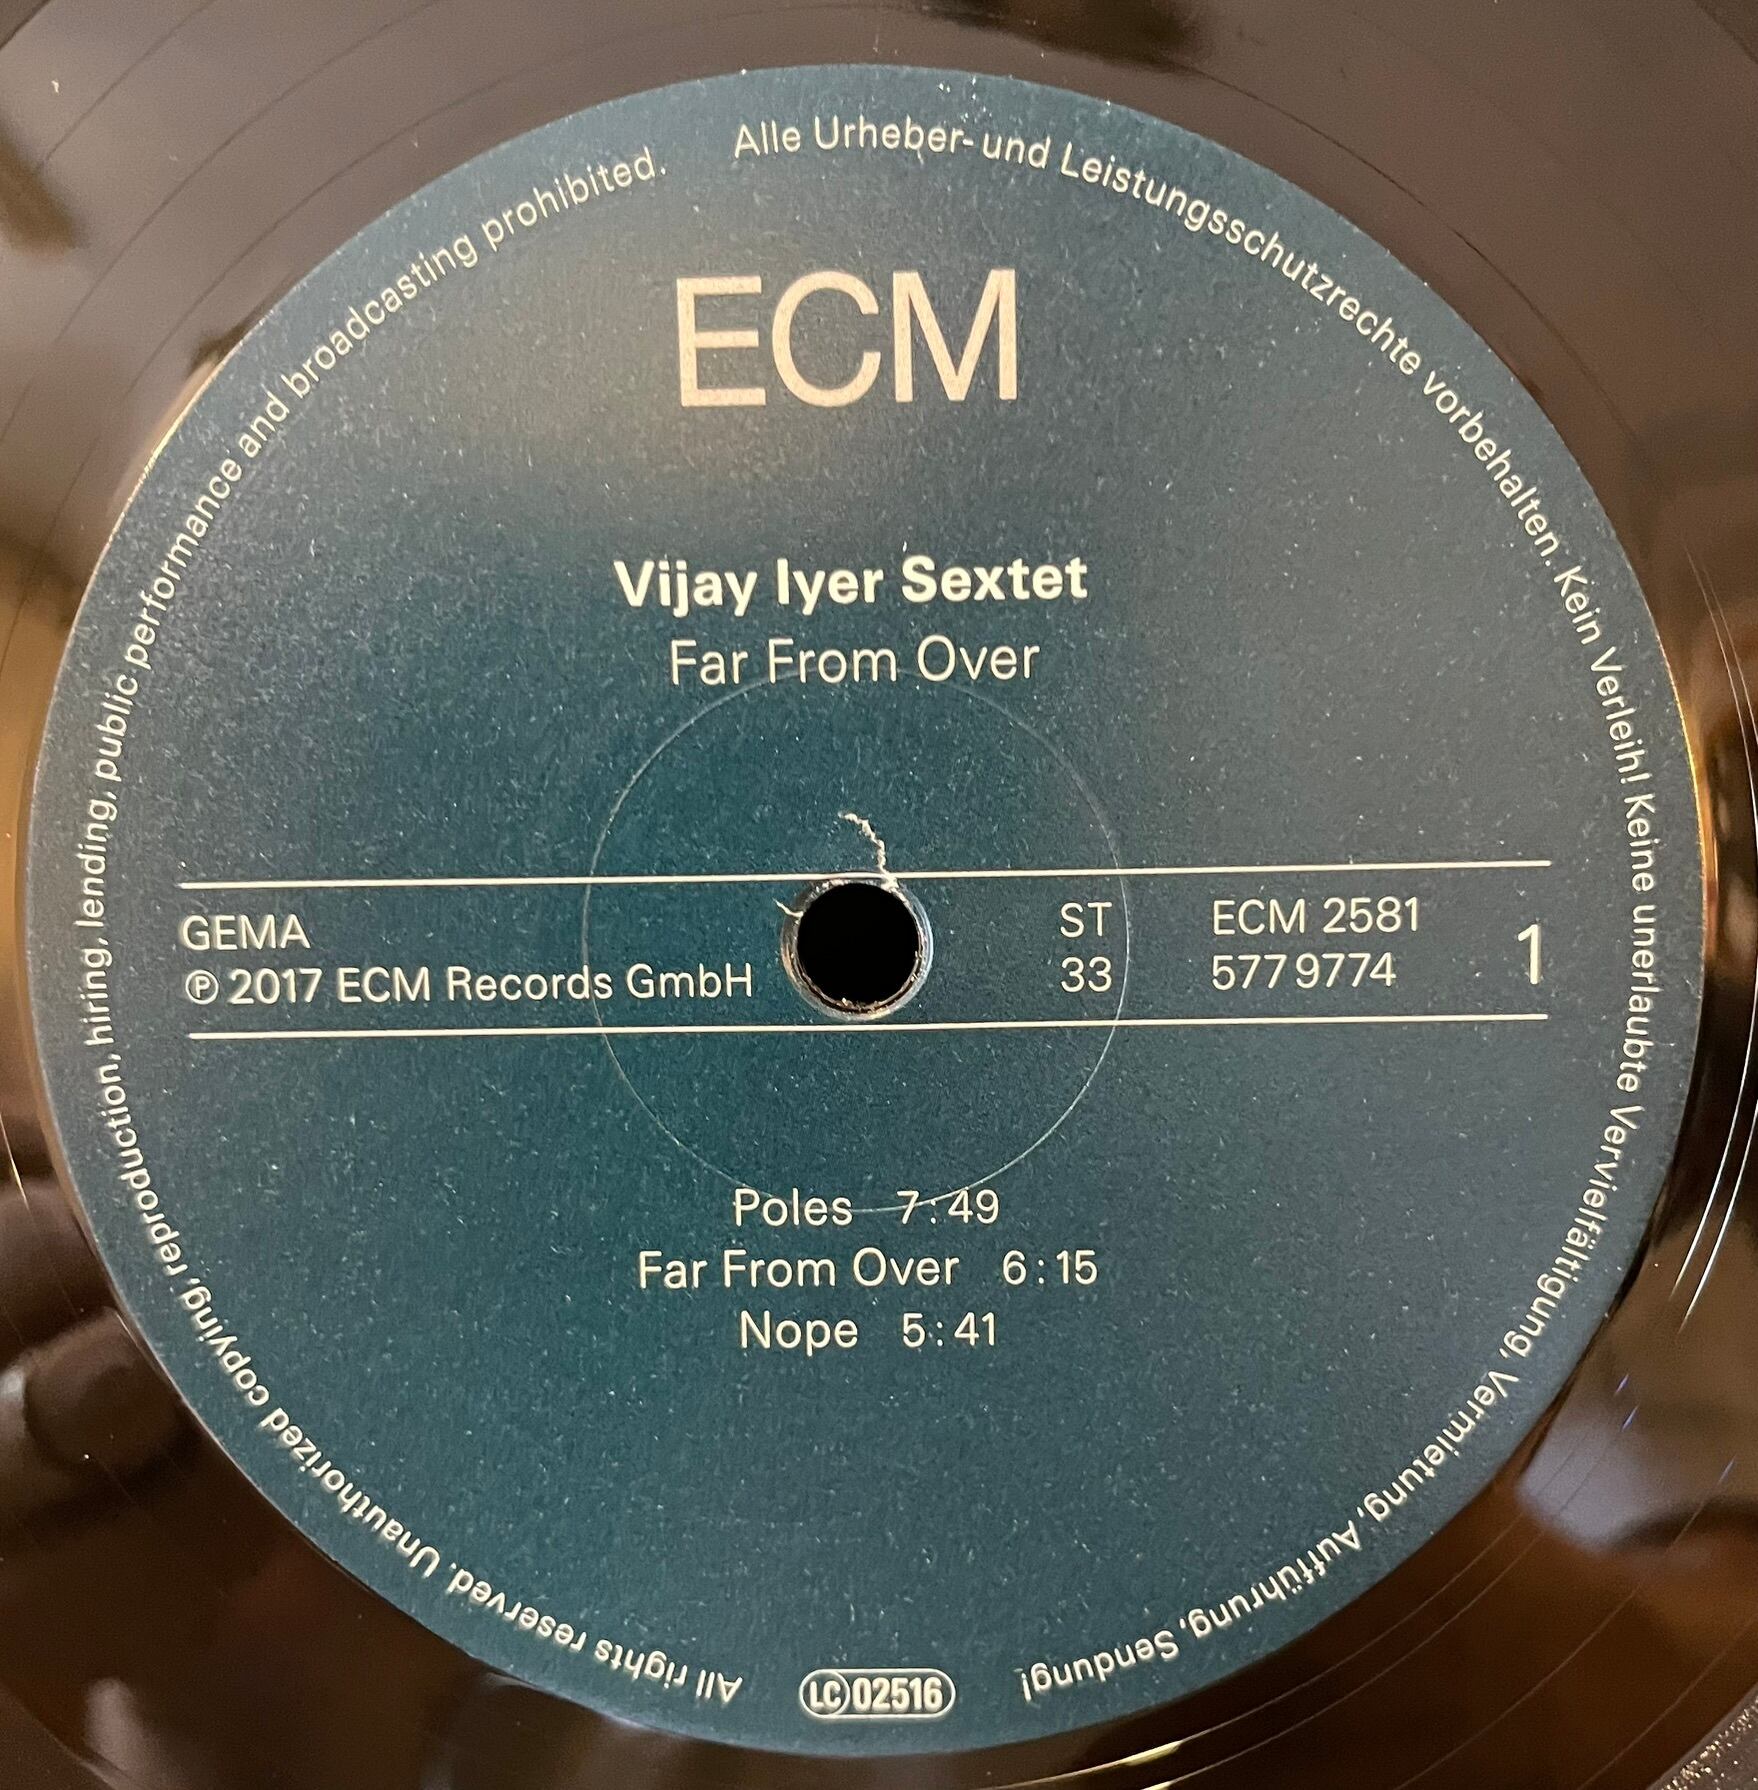 ECM
Vijay Iyer Sextet
Far From Over
GEMA
℗ 2017 ECM Records GmbH
ST
33
ECM 2581
577 9774
1
Poles 7:49
Far From Over 6:15
Nope 5:41
Alle Urheber- und Leistungsschutzrechte vorbehalten. Kein Verleih! Keine unerlaubte Vervielfältigung, Vermietung, Aufführung, Sendung!
LC 02516
All rights reserved. Unauthorized copying, reproduction, hiring, lending, public performance and broadcasting prohibited.